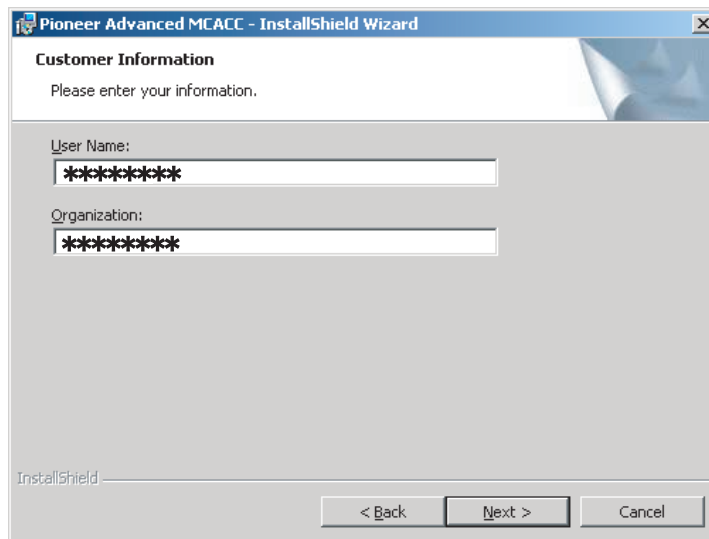 Pioneer Advanced MCACC - InstallShield Wizard
Customer Information
Please enter your information.
User Name:
********
Organization:
********
InstallShield
< Back Next > Cancel